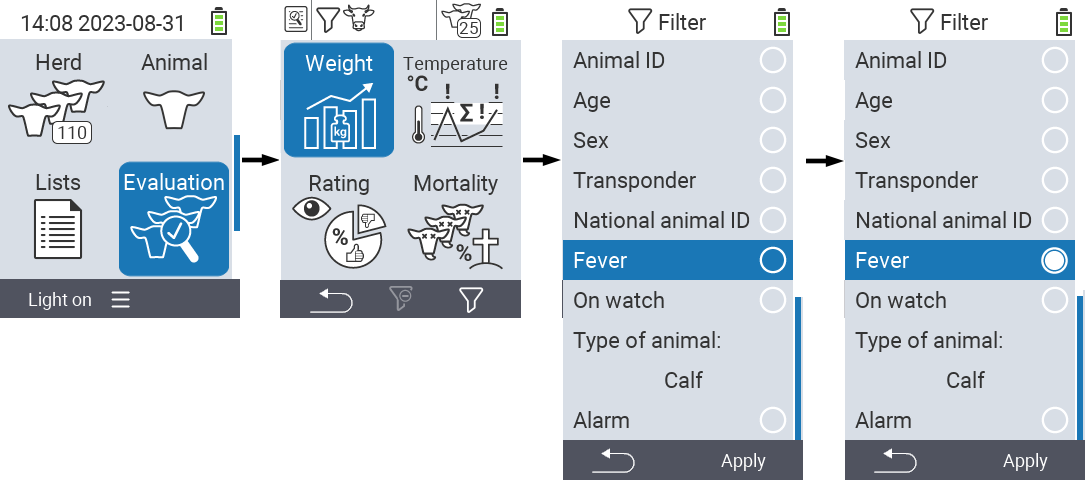 14:08 2023-08-31
Herd Animal
110
Lists Evaluation
Light on
25
Weight Temperature
°C ! Σ ! !
kg
Rating Mortality
% %
Filter
Animal ID
Age
Sex
Transponder
National animal ID
Fever
On watch
Type of animal:
Calf
Alarm
Apply
Filter
Animal ID
Age
Sex
Transponder
National animal ID
Fever
On watch
Type of animal:
Calf
Alarm
Apply